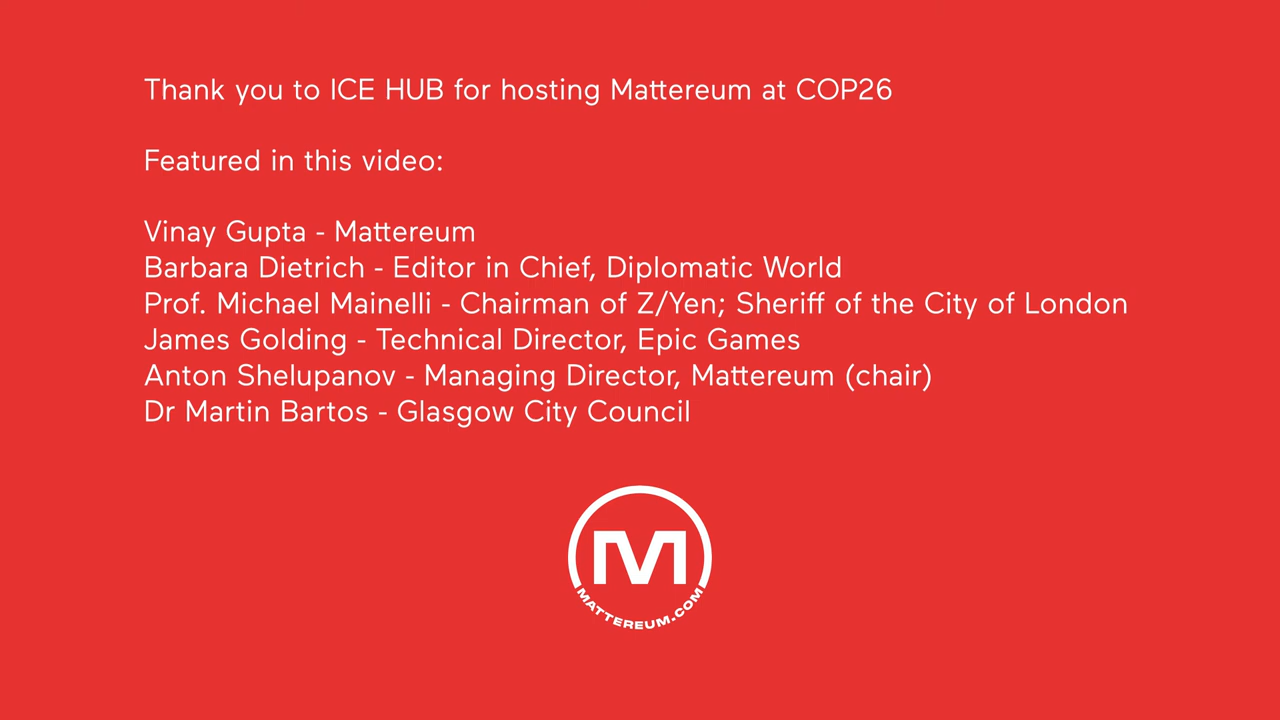 Thank you to ICE HUB for hosting Mattereum at COP26
Featured in this video:
Vinay Gupta - Mattereum
Barbara Dietrich - Editor in Chief, Diplomatic World
Prof. Michael Mainelli - Chairman of Z/Yen; Sheriff of the City of London
James Golding - Technical Director, Epic Games
Anton Shelupanov - Managing Director, Mattereum (chair)
Dr Martin Bartos - Glasgow City Council
M
MATTEREUM.COM